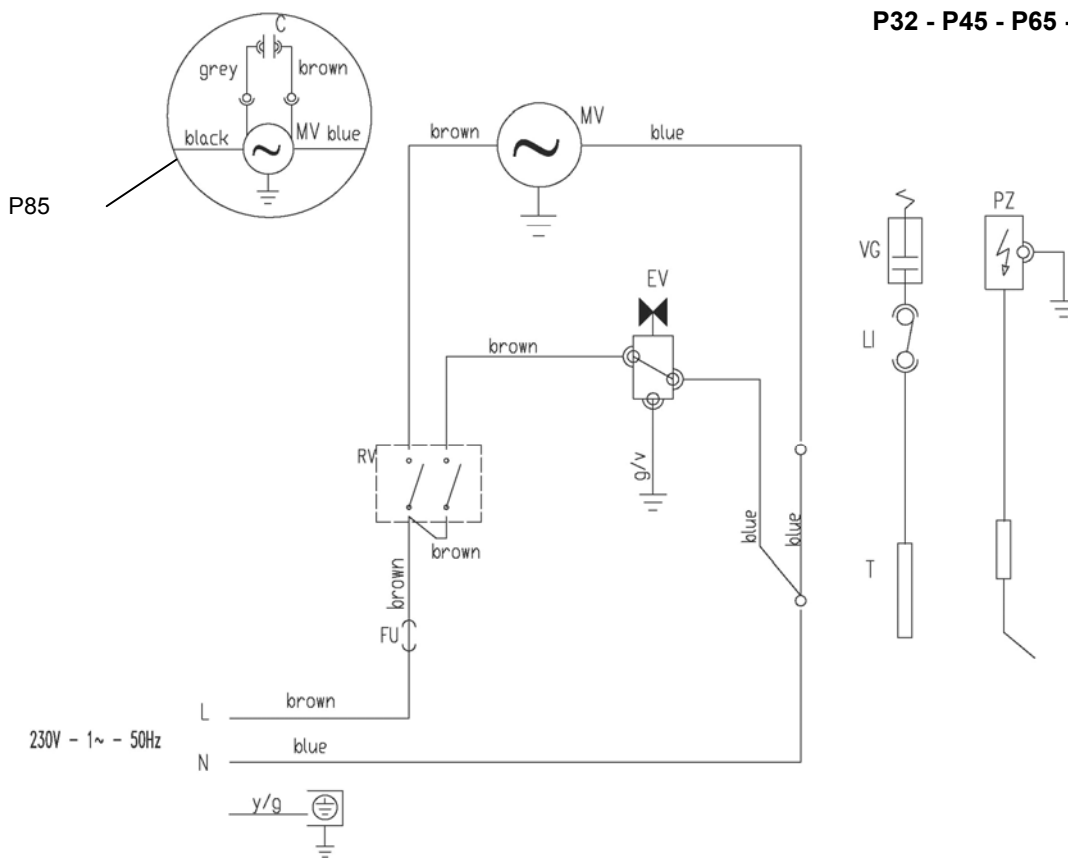 P32 - P45 - P65 -
C
grey
brown
black
MV
blue
P85
brown
MV
blue
PZ
VG
EV
LI
brown
RV
g/v
blue
blue
brown
brown
T
FU
L
brown
230V - 1~ - 50Hz
blue
N
y/g